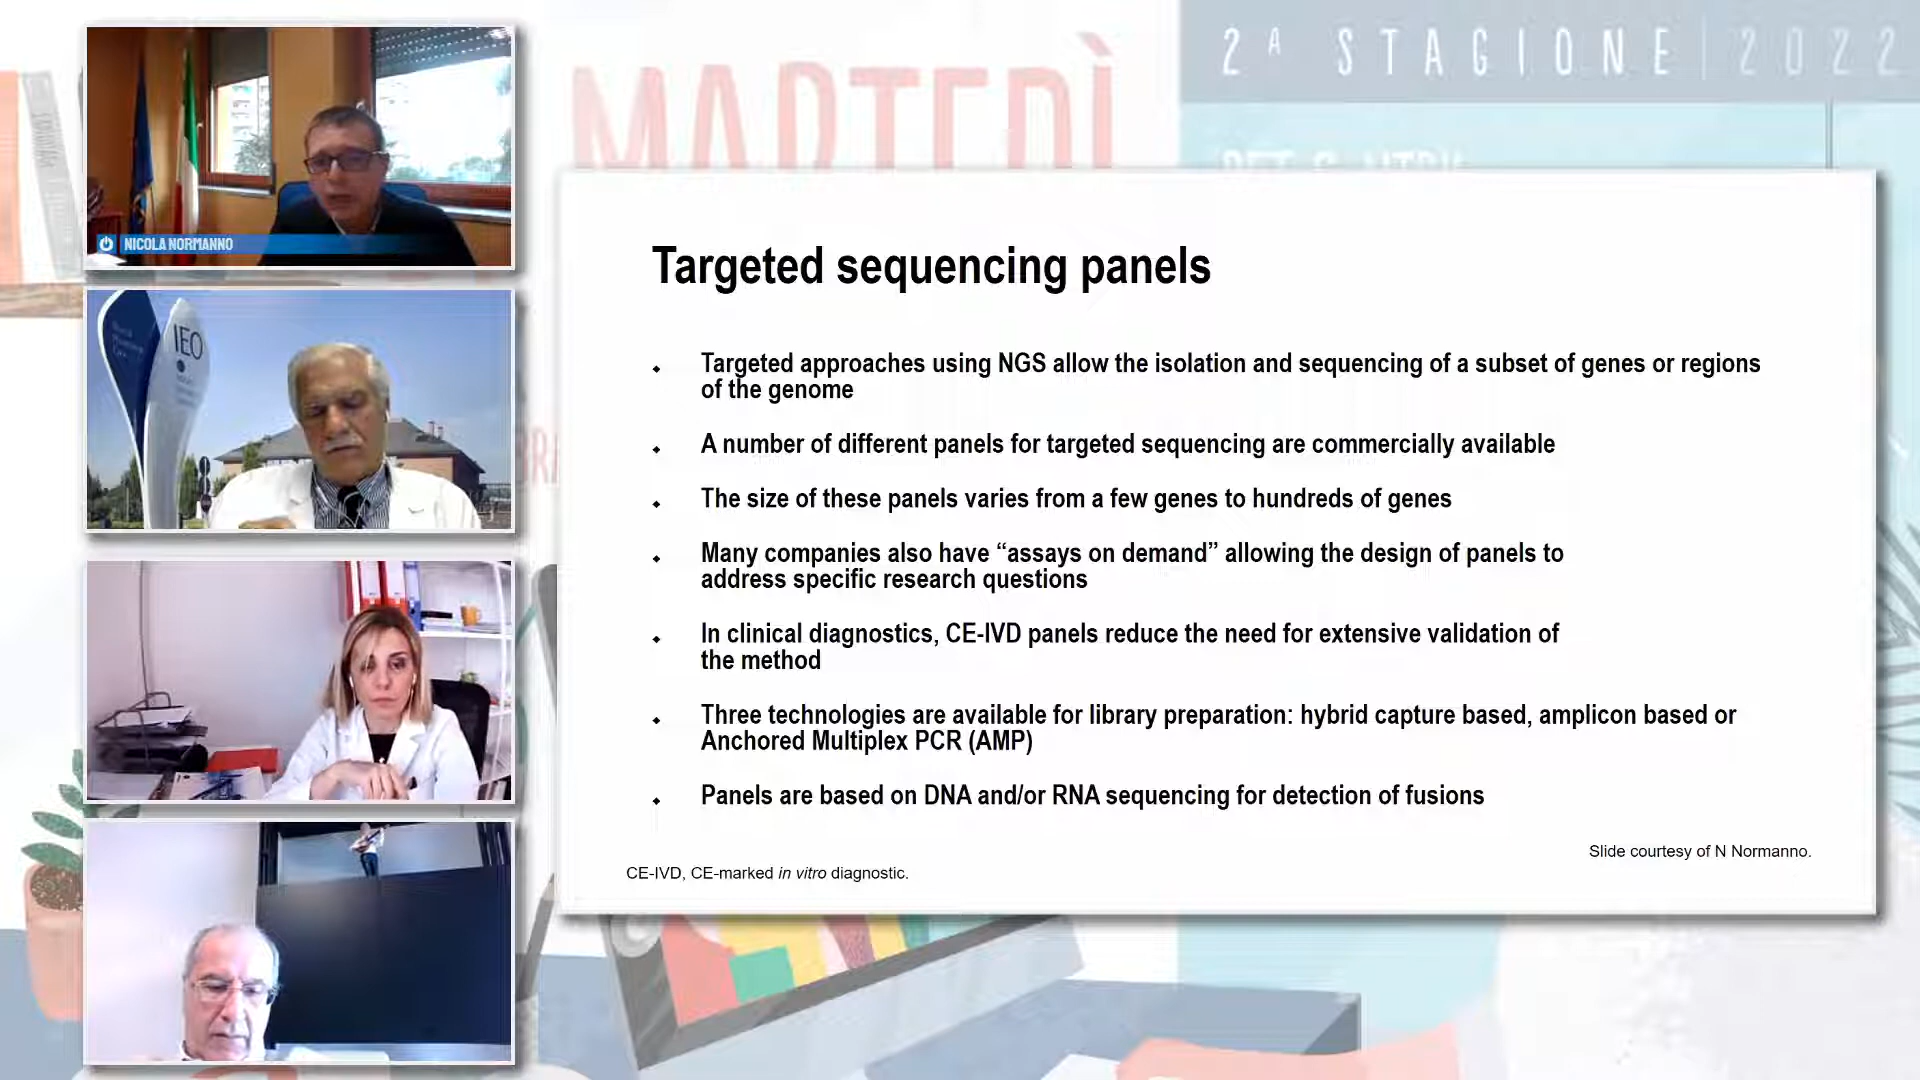 MARTEDÌ
2ª STAGIONE | 2022
NICOLA NORMANNO
IEO
Targeted sequencing panels
Targeted approaches using NGS allow the isolation and sequencing of a subset of genes or regions
of the genome
A number of different panels for targeted sequencing are commercially available
The size of these panels varies from a few genes to hundreds of genes
Many companies also have “assays on demand” allowing the design of panels to
address specific research questions
In clinical diagnostics, CE-IVD panels reduce the need for extensive validation of
the method
Three technologies are available for library preparation: hybrid capture based, amplicon based or
Anchored Multiplex PCR (AMP)
Panels are based on DNA and/or RNA sequencing for detection of fusions
Slide courtesy of N Normanno.
CE-IVD, CE-marked in vitro diagnostic.